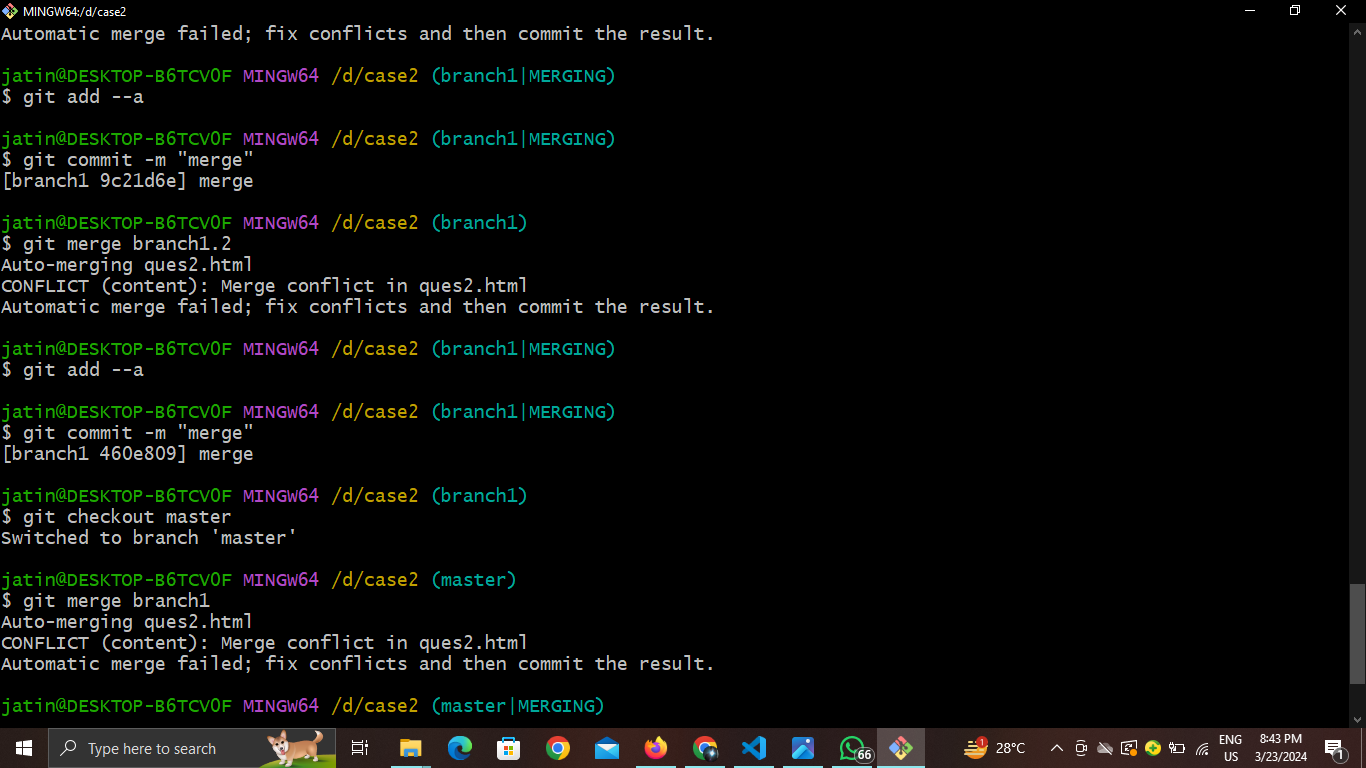 MINGW64:/d/case2
Automatic merge failed; fix conflicts and then commit the result.
jatin@DESKTOP-B6TCV0F MINGW64 /d/case2 (branch1|MERGING)
$ git add --a
jatin@DESKTOP-B6TCV0F MINGW64 /d/case2 (branch1|MERGING)
$ git commit -m "merge"
[branch1 9c21d6e] merge
jatin@DESKTOP-B6TCV0F MINGW64 /d/case2 (branch1)
$ git merge branch1.2
Auto-merging ques2.html
CONFLICT (content): Merge conflict in ques2.html
Automatic merge failed; fix conflicts and then commit the result.
jatin@DESKTOP-B6TCV0F MINGW64 /d/case2 (branch1|MERGING)
$ git add --a
jatin@DESKTOP-B6TCV0F MINGW64 /d/case2 (branch1|MERGING)
$ git commit -m "merge"
[branch1 460e809] merge
jatin@DESKTOP-B6TCV0F MINGW64 /d/case2 (branch1)
$ git checkout master
Switched to branch 'master'
jatin@DESKTOP-B6TCV0F MINGW64 /d/case2 (master)
$ git merge branch1
Auto-merging ques2.html
CONFLICT (content): Merge conflict in ques2.html
Automatic merge failed; fix conflicts and then commit the result.
jatin@DESKTOP-B6TCV0F MINGW64 /d/case2 (master|MERGING)
Type here to search
66
1
28°C
ENG
US
8:43 PM
3/23/2024
1